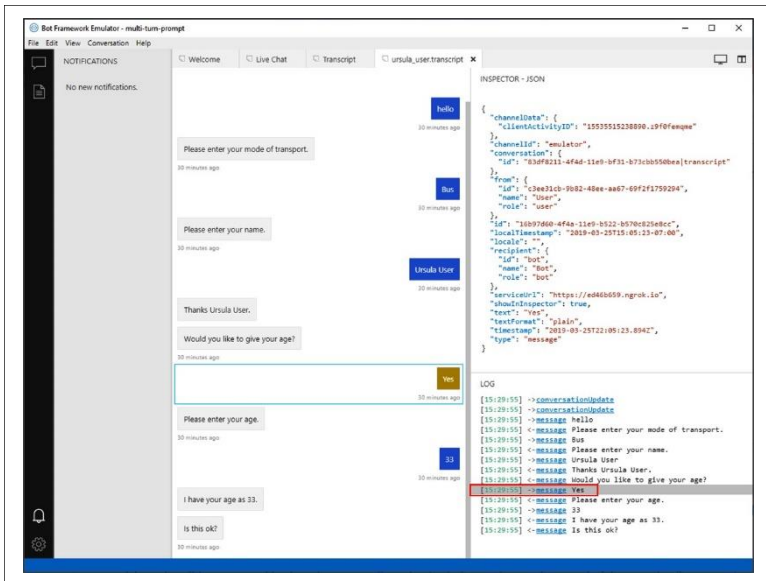 Bot Framework Emulator - multi-turn-prompt
File Edit View Conversation Help
NOTIFICATIONS
No new notifications.
Welcome
Live Chat
Transcript
ursula_user.transcript
hello
30 minutes ago
Please enter your mode of transport.
30 minutes ago
Bus
30 minutes ago
Please enter your name.
30 minutes ago
Ursula User
30 minutes ago
Thanks Ursula User.
Would you like to give your age?
30 minutes ago
Yes
30 minutes ago
Please enter your age.
30 minutes ago
33
30 minutes ago
I have your age as 33.
Is this ok?
30 minutes ago
INSPECTOR - JSON
{
"channelData": {
"clientActivityID": "15535515238890.z9f0femqme"
},
"channelId": "emulator",
"conversation": {
"id": "83df8211-4f4d-11e9-bf31-b73cbb550bea|transcript"
},
"from": {
"id": "c3ee31cb-9b82-48ee-aa67-69f2f1759294",
"name": "User",
"role": "user"
},
"id": "16b97d60-4f4a-11e9-b522-b570c825e8cc",
"localTimestamp": "2019-03-25T15:05:23-07:00",
"locale": "",
"recipient": {
"id": "bot",
"name": "Bot",
"role": "bot"
},
"serviceUrl": "https://ed46b659.ngrok.io",
"showInInspector": true,
"text": "Yes",
"textFormat": "plain",
"timestamp": "2019-03-25T22:05:23.894Z",
"type": "message"
}
LOG
[15:29:55] ->conversationUpdate
[15:29:55] ->conversationUpdate
[15:29:55] ->message hello
[15:29:55] <-message Please enter your mode of transport.
[15:29:55] ->message Bus
[15:29:55] <-message Please enter your name.
[15:29:55] ->message Ursula User
[15:29:55] <-message Thanks Ursula User.
[15:29:55] <-message Would you like to give your age?
[15:29:55] ->message Yes
[15:29:55] <-message Please enter your age.
[15:29:55] ->message 33
[15:29:55] <-message I have your age as 33.
[15:29:55] <-message Is this ok?